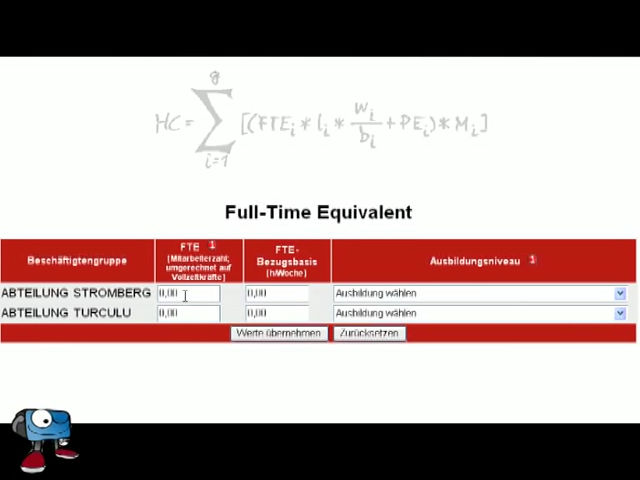 g
HC = Σ [(FTEi * li * wi/bi + PEi) * Mi]
i=1
Full-Time Equivalent
Beschäftigtengruppe
FTE 1
[Mitarbeiterzahl, umgerechnet auf Vollzeitkräfte]
FTE-Bezugsbasis
[h/Woche]
Ausbildungsniveau 1
ABTEILUNG STROMBERG 0,00 0,00 Ausbildung wählen
ABTEILUNG TURCULU 0,00 0,00 Ausbildung wählen
Werte übernehmen Zurücksetzen